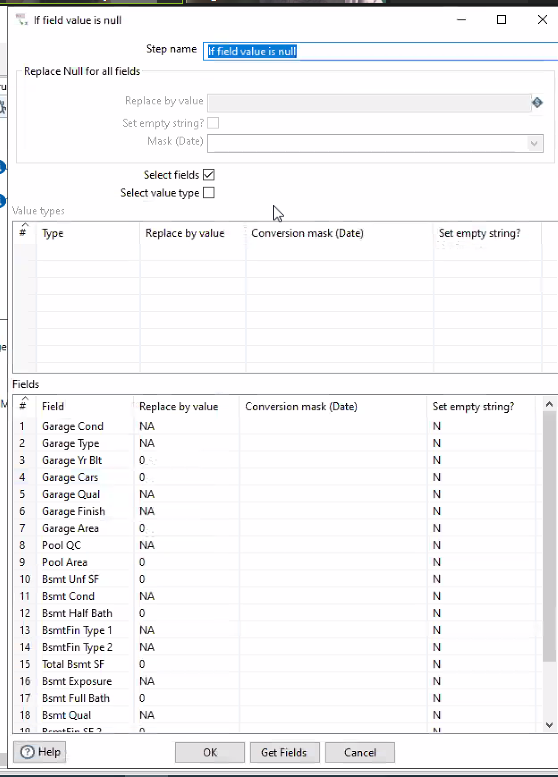 If field value is null
Step name If field value is null
Replace Null for all fields
Replace by value
Set empty string?
Mask (Date)
Select fields
Select value type
Value types
# Type Replace by value Conversion mask (Date) Set empty string?
Fields
# Field Replace by value Conversion mask (Date) Set empty string?
1 Garage Cond NA N
2 Garage Type NA N
3 Garage Yr Blt 0 N
4 Garage Cars 0 N
5 Garage Qual NA N
6 Garage Finish NA N
7 Garage Area 0 N
8 Pool QC NA N
9 Pool Area 0 N
10 Bsmt Unf SF 0 N
11 Bsmt Cond NA N
12 Bsmt Half Bath 0 N
13 BsmtFin Type 1 NA N
14 BsmtFin Type 2 NA N
15 Total Bsmt SF 0 N
16 Bsmt Exposure NA N
17 Bsmt Full Bath 0 N
18 Bsmt Qual NA N
19 BsmtFin SF 2 0 N
Help OK Get Fields Cancel